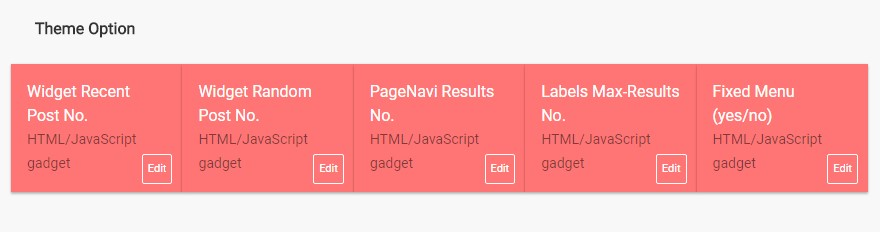 Theme Option
Widget Recent
Post No.
HTML/JavaScript
gadget
Edit
Widget Random
Post No.
HTML/JavaScript
gadget
Edit
PageNavi Results
No.
HTML/JavaScript
gadget
Edit
Labels Max-Results
No.
HTML/JavaScript
gadget
Edit
Fixed Menu
(yes/no)
HTML/JavaScript
gadget
Edit